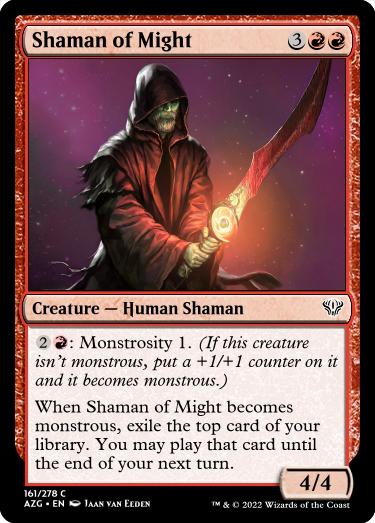 Shaman of Might 3
Creature — Human Shaman
2 : Monstrosity 1. (If this creature
isn't monstrous, put a +1/+1 counter on it
and it becomes monstrous.)
When Shaman of Might becomes
monstrous, exile the top card of your
library. You may play that card until
the end of your next turn.
4/4
161/278 C
AZG • EN Jaan van Eeden
™ & © 2022 Wizards of the Coast